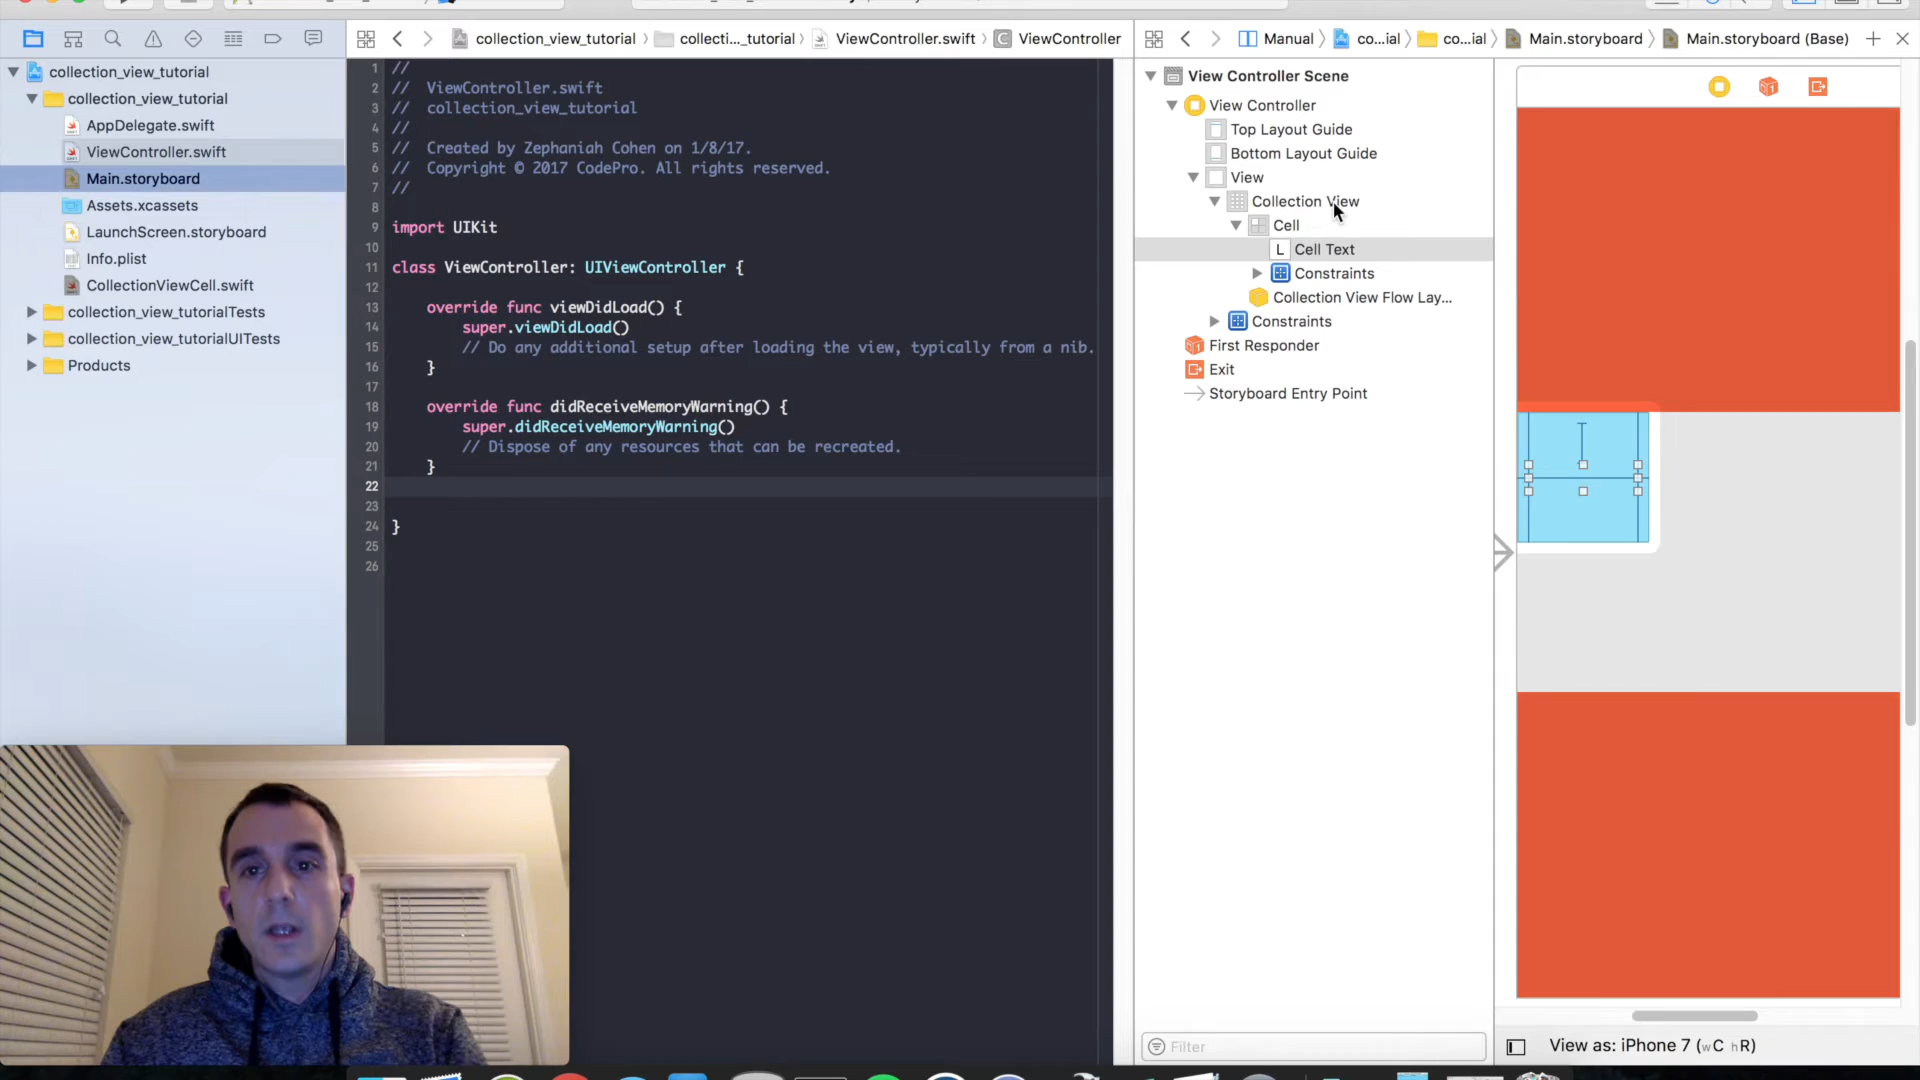 collection_view_tutorial
collecti..._tutorial
ViewController.swift
ViewController
Manual
co...ial
co...ial
Main.storyboard
Main.storyboard (Base)
collection_view_tutorial
collection_view_tutorial
AppDelegate.swift
ViewController.swift
Main.storyboard
Assets.xcassets
LaunchScreen.storyboard
Info.plist
CollectionViewCell.swift
collection_view_tutorialTests
collection_view_tutorialUITests
Products
1 //
2 // ViewController.swift
3 // collection_view_tutorial
4 //
5 // Created by Zephaniah Cohen on 1/8/17.
6 // Copyright © 2017 CodePro. All rights reserved.
7 //
8
9 import UIKit
10
11 class ViewController: UIViewController {
12
13 override func viewDidLoad() {
14 super.viewDidLoad()
15 // Do any additional setup after loading the view, typically from a nib.
16 }
17
18 override func didReceiveMemoryWarning() {
19 super.didReceiveMemoryWarning()
20 // Dispose of any resources that can be recreated.
21 }
22
23
24 }
25
26
View Controller Scene
View Controller
Top Layout Guide
Bottom Layout Guide
View
Collection View
Cell
L Cell Text
Constraints
Collection View Flow Lay...
Constraints
First Responder
Exit
Storyboard Entry Point
Filter
View as: iPhone 7 (wC hR)